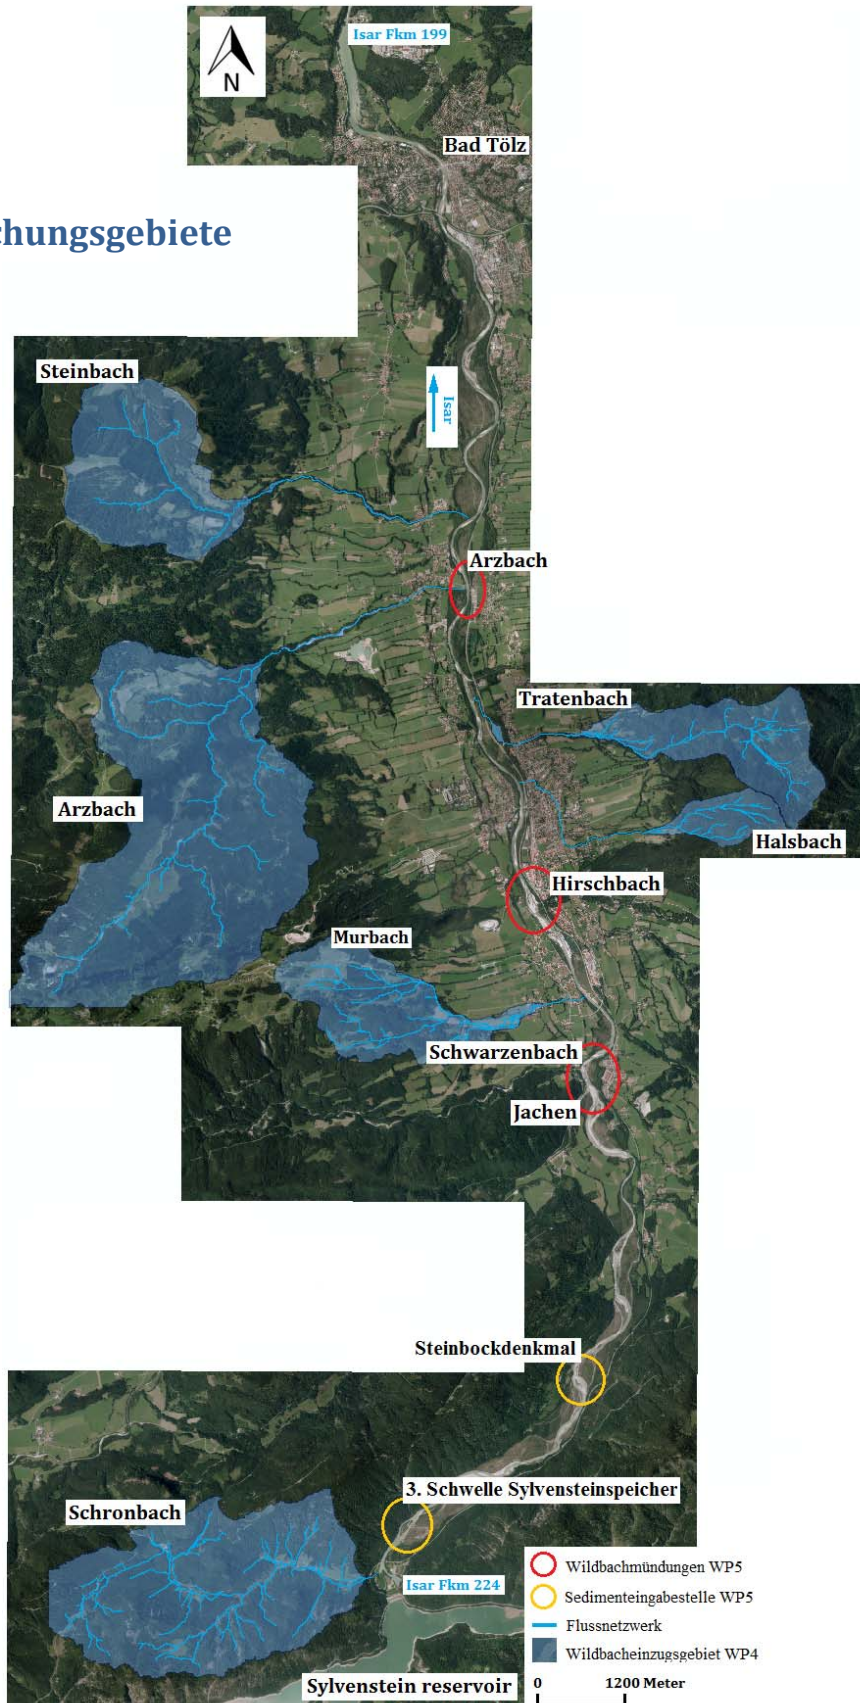 Isar Fkm 199
N
Bad Tölz
chungsgebiete
Steinbach
Isar
Arzbach
Tratenbach
Arzbach
Halsbach
Hirschbach
Murbach
Schwarzenbach
Jachen
Steinbockdenkmal
3. Schwelle Sylvensteinspeicher
Schronbach
Isar Fkm 224
Sylvenstein reservoir
Wildbachmündungen WP5
Sedimenteingabestelle WP5
Flussnetzwerk
Wildbacheinzugsgebiet WP4
0 1200 Meter